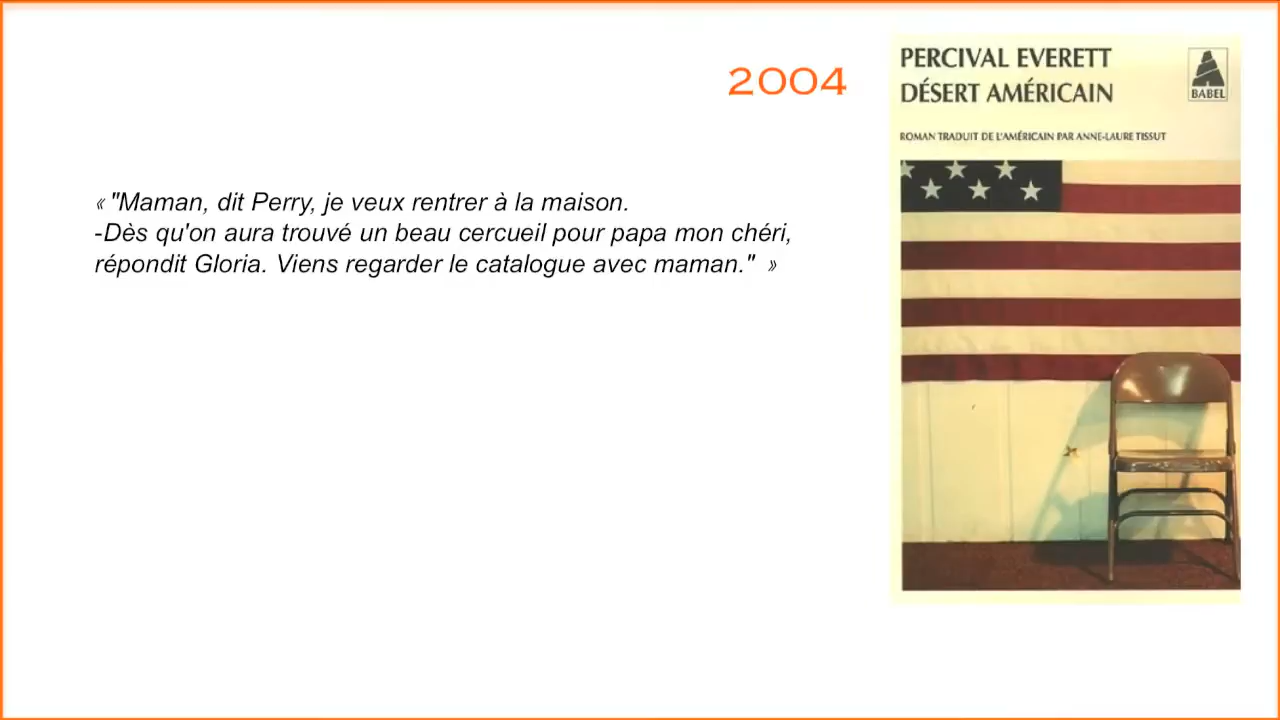 2004
« "Maman, dit Perry, je veux rentrer à la maison.
-Dès qu'on aura trouvé un beau cercueil pour papa mon chéri,
répondit Gloria. Viens regarder le catalogue avec maman." »
PERCIVAL EVERETT
DÉSERT AMÉRICAIN
BABEL
ROMAN TRADUIT DE L'AMÉRICAIN PAR ANNE-LAURE TISSUT